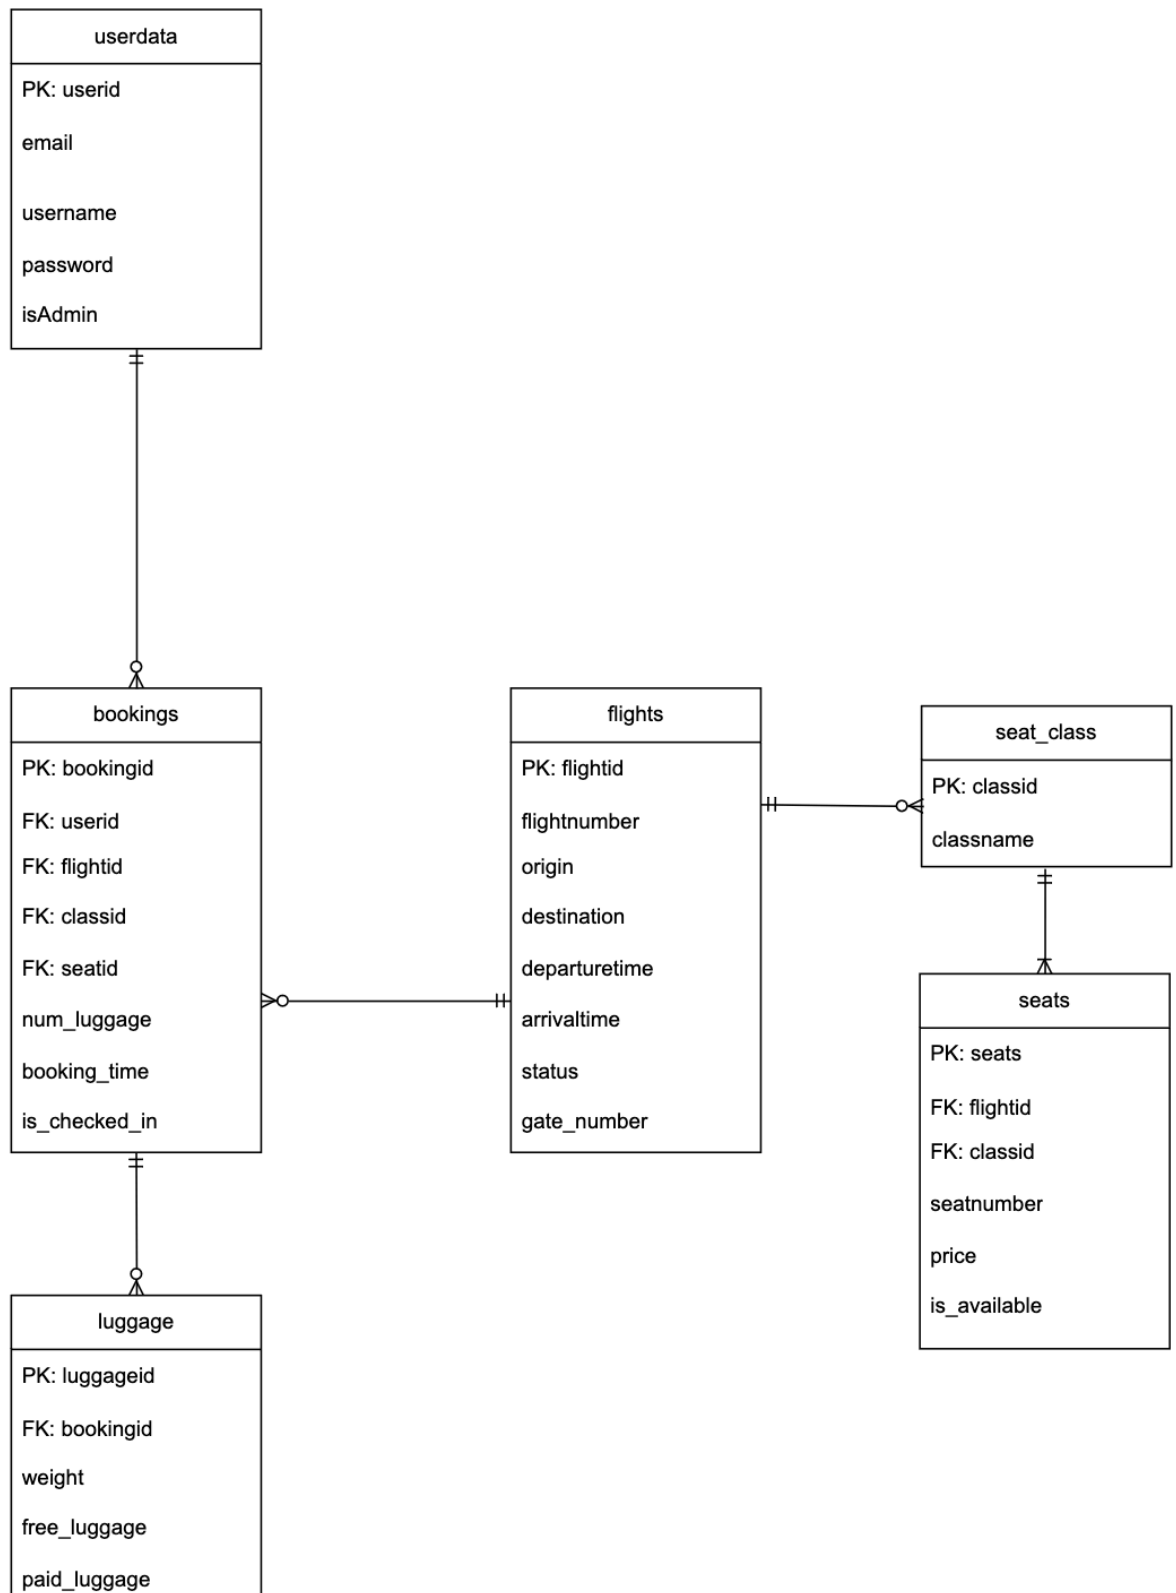 userdata
PK: userid
email
username
password
isAdmin
bookings
PK: bookingid
FK: userid
FK: flightid
FK: classid
FK: seatid
num_luggage
booking_time
is_checked_in
flights
PK: flightid
flightnumber
origin
destination
departuretime
arrivaltime
status
gate_number
seat_class
PK: classid
classname
seats
PK: seats
FK: flightid
FK: classid
seatnumber
price
is_available
luggage
PK: luggageid
FK: bookingid
weight
free_luggage
paid_luggage